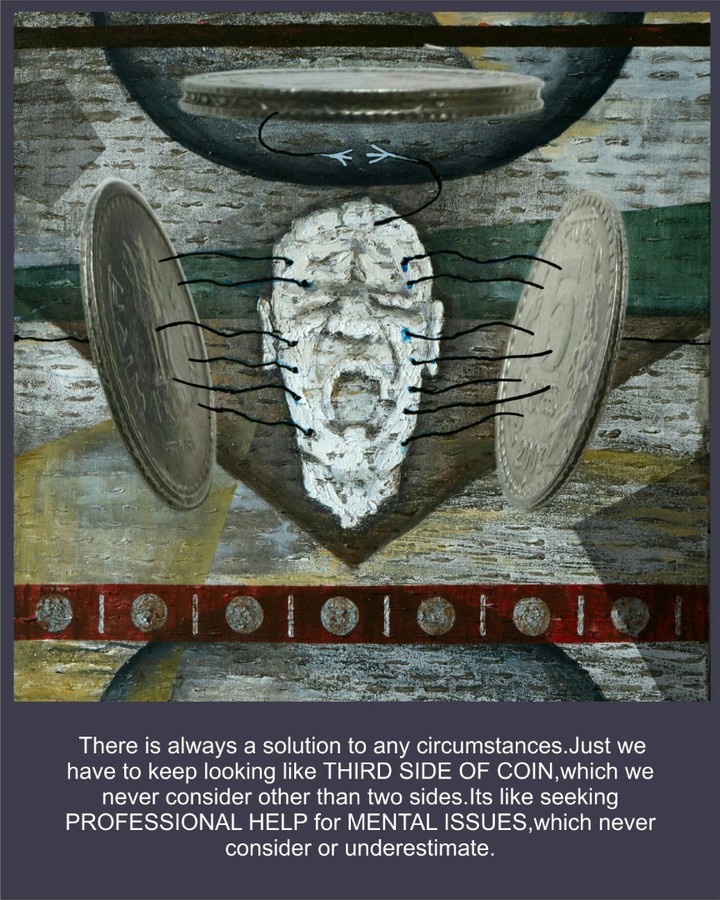 There is always a solution to any circumstances.Just we
have to keep looking like THIRD SIDE OF COIN,which we
never consider other than two sides.Its like seeking
PROFESSIONAL HELP for MENTAL ISSUES,which never
consider or underestimate.